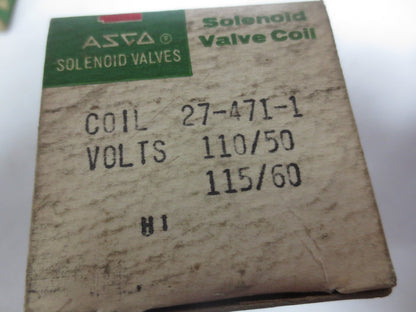 ASCO ®
SOLENOID VALVES
Solenoid
Valve Coil
COIL 27-471-1
VOLTS 110/50
115/60
H1